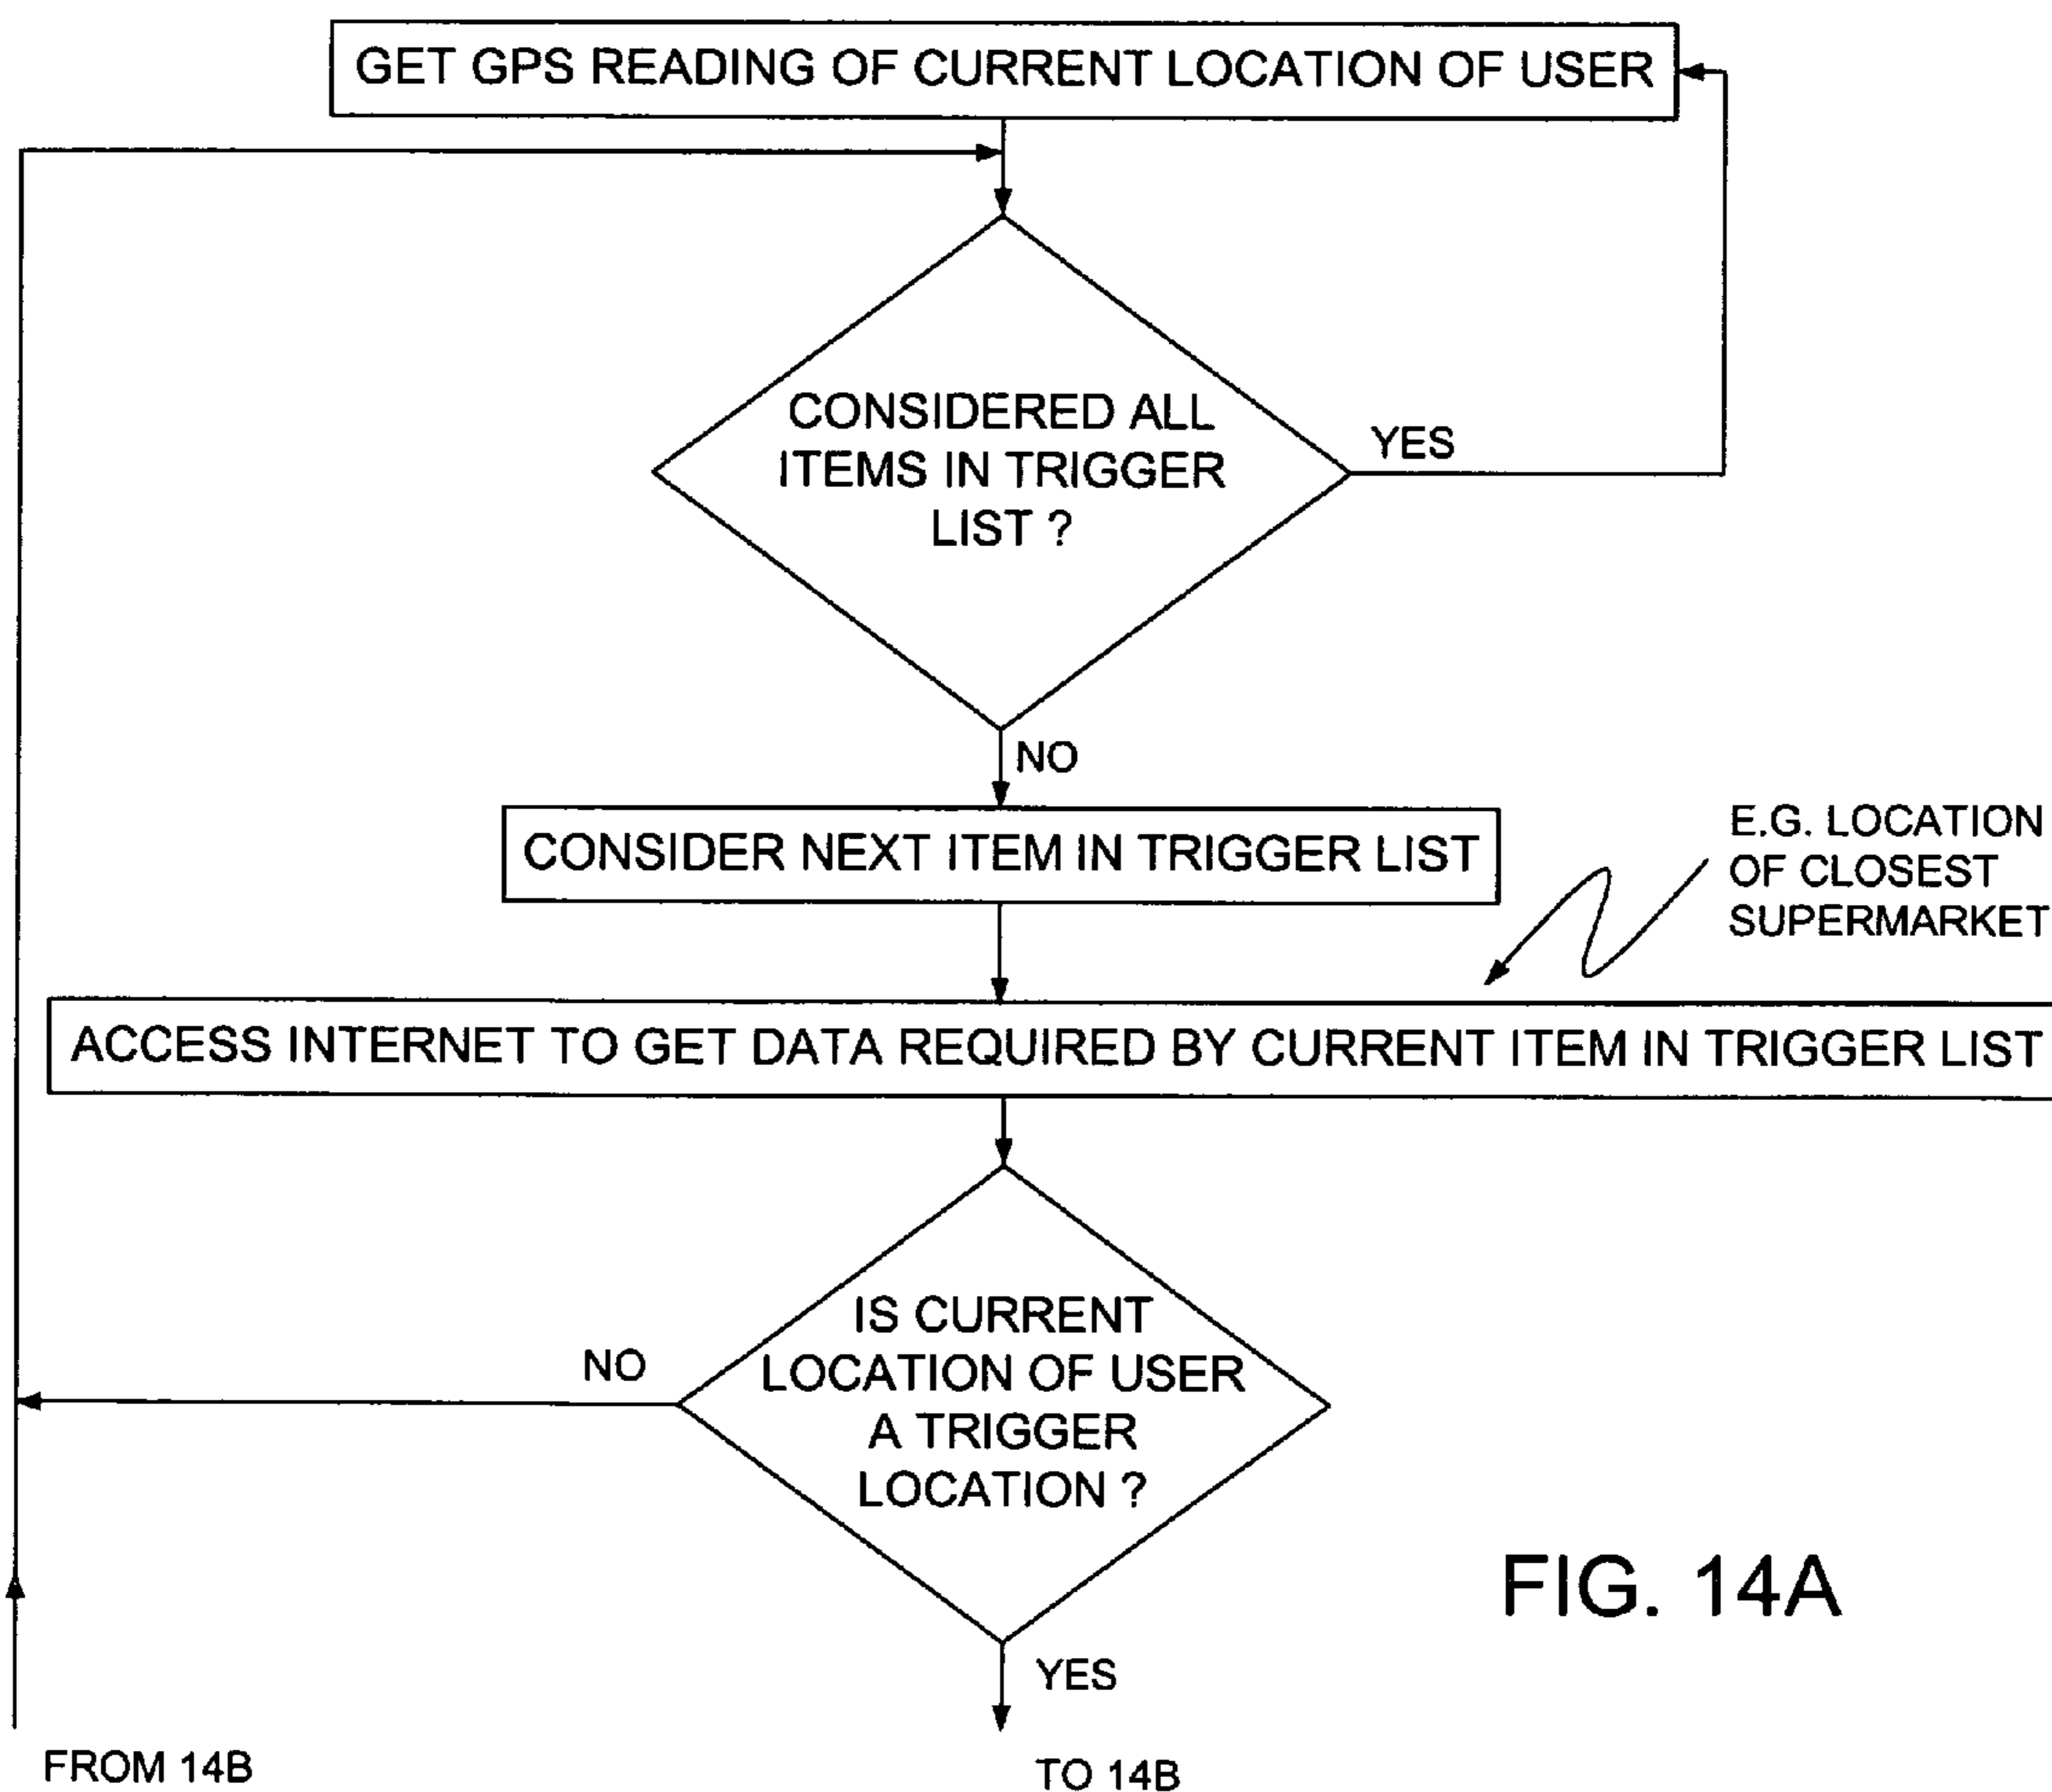 GET GPS READING OF CURRENT LOCATION OF USER
CONSIDERED ALL
ITEMS IN TRIGGER
LIST ?
YES
NO
CONSIDER NEXT ITEM IN TRIGGER LIST
E.G. LOCATION
OF CLOSEST
SUPERMARKET
ACCESS INTERNET TO GET DATA REQUIRED BY CURRENT ITEM IN TRIGGER LIST
IS CURRENT
LOCATION OF USER
A TRIGGER
LOCATION ?
NO
YES
FIG. 14A
FROM 14B
TO 14B